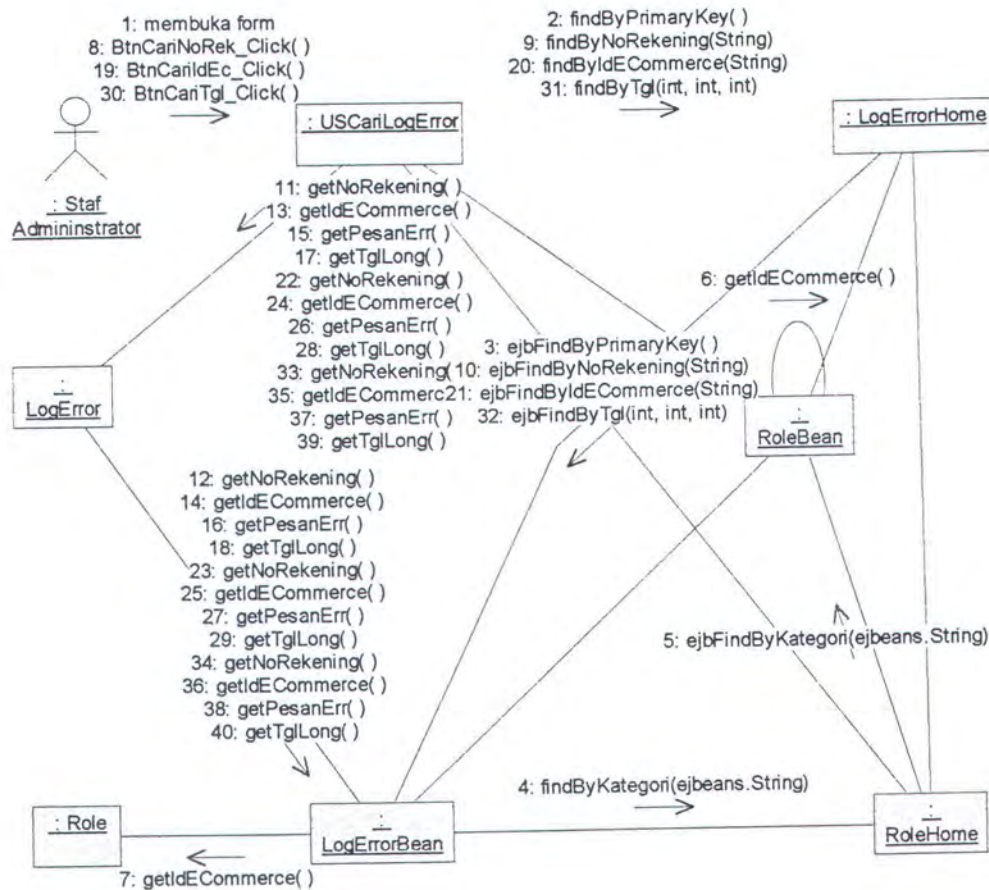 1: membuka form
8: BtnCariNoRek_Click( )
19: BtnCariIdEc_Click( )
30: BtnCariTgl_Click( )
2: findByPrimaryKey( )
9: findByNoRekening(String)
20: findByIdECommerce(String)
31: findByTgl(int, int, int)
: USCariLogError
: LogErrorHome
: Staf
Admininstrator
11: getNoRekening( )
13: getIdECommerce( )
15: getPesanErr( )
17: getTglLong( )
22: getNoRekening( )
24: getIdECommerce( )
26: getPesanErr( )
28: getTglLong( )
33: getNoRekening(
35: getIdECommerc
37: getPesanErr( )
39: getTglLong( )
6: getIdECommerce( )
3: ejbFindByPrimaryKey( )
10: ejbFindByNoRekening(String)
21: ejbFindByIdECommerce(String)
32: ejbFindByTgl(int, int, int)
:
LogError
:
RoleBean
12: getNoRekening( )
14: getIdECommerce( )
16: getPesanErr( )
18: getTglLong( )
23: getNoRekening( )
25: getIdECommerce( )
27: getPesanErr( )
29: getTglLong( )
34: getNoRekening( )
36: getIdECommerce( )
38: getPesanErr( )
40: getTglLong( )
5: ejbFindByKategori(ejbeans.String)
4: findByKategori(ejbeans.String)
: Role
:
LogErrorBean
:
RoleHome
7: getIdECommerce( )